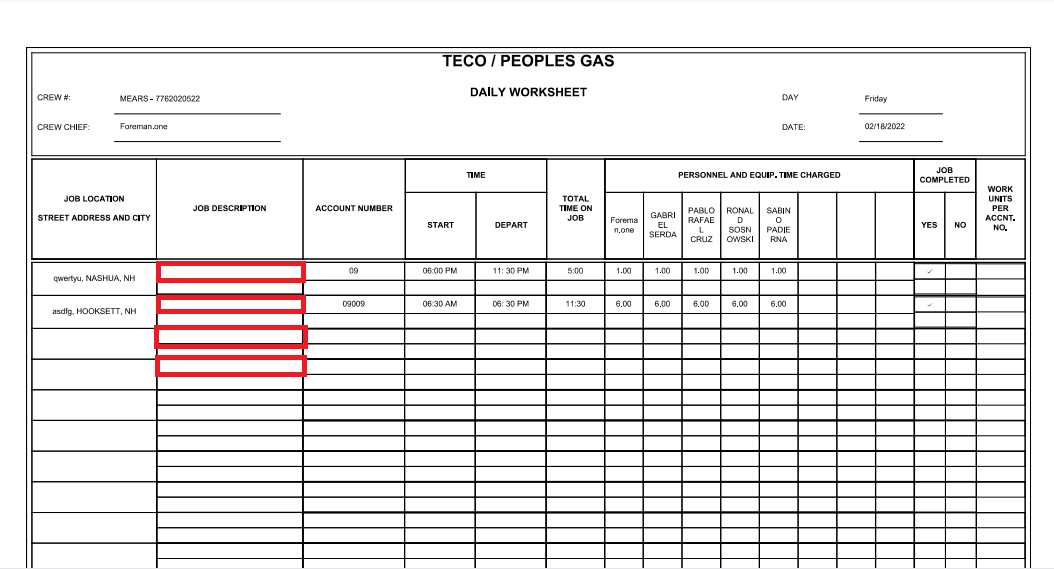 TECO / PEOPLES GAS
DAILY WORKSHEET
CREW #: MEARS - 7762020522
DAY Friday
CREW CHIEF: Foreman.one
DATE: 02/18/2022
JOB LOCATION
STREET ADDRESS AND CITY
JOB DESCRIPTION
ACCOUNT NUMBER
TIME
START
DEPART
TOTAL
TIME ON
JOB
PERSONNEL AND EQUIP. TIME CHARGED
Forema
n.one
GABRI
EL
SERDA
PABLO
RAFAE
L
CRUZ
RONAL
D
SOSN
OWSKI
SABIN
O
PADIE
RNA
JOB
COMPLETED
YES
NO
WORK
UNITS
PER
ACCNT.
NO.
qwertyu, NASHUA, NH 09 06:00 PM 11: 30 PM 5:00 1.00 1.00 1.00 1.00 1.00 ✓
asdfg, HOOKSETT, NH 09009 06:30 AM 06: 30 PM 11:30 6.00 6.00 6.00 6.00 6.00 ✓